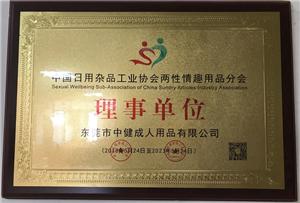 中国日用杂品工业协会两性情趣用品分会
Sexual Wellbeing Sub-Association of China Sundry Articles Industry Association
理事单位
东莞市中健成人用品有限公司